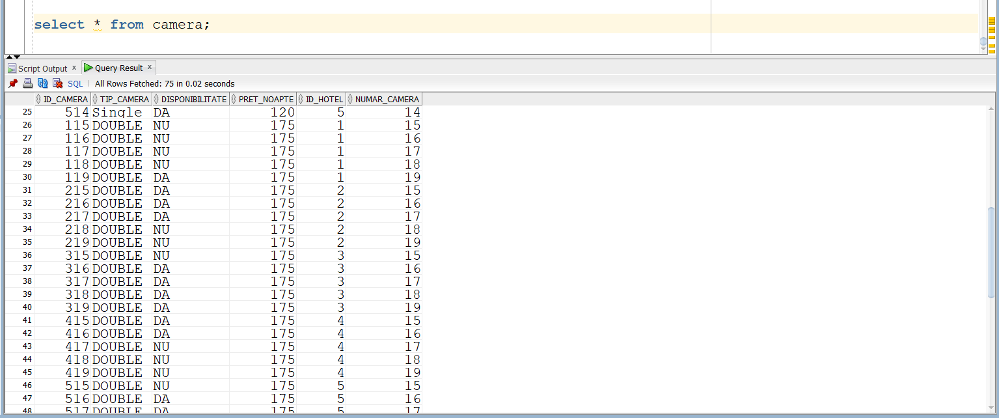 select * from camera;
Script Output x Query Result x
SQL All Rows Fetched: 75 in 0.02 seconds
ID_CAMERA TIP_CAMERA DISPONIBILITATE PRET_NOAPTE ID_HOTEL NUMAR_CAMERA
25 514 Single DA 120 5 14
26 115 DOUBLE NU 175 1 15
27 116 DOUBLE NU 175 1 16
28 117 DOUBLE NU 175 1 17
29 118 DOUBLE NU 175 1 18
30 119 DOUBLE DA 175 1 19
31 215 DOUBLE DA 175 2 15
32 216 DOUBLE DA 175 2 16
33 217 DOUBLE DA 175 2 17
34 218 DOUBLE NU 175 2 18
35 219 DOUBLE NU 175 2 19
36 315 DOUBLE NU 175 3 15
37 316 DOUBLE DA 175 3 16
38 317 DOUBLE DA 175 3 17
39 318 DOUBLE DA 175 3 18
40 319 DOUBLE DA 175 3 19
41 415 DOUBLE DA 175 4 15
42 416 DOUBLE DA 175 4 16
43 417 DOUBLE NU 175 4 17
44 418 DOUBLE NU 175 4 18
45 419 DOUBLE NU 175 4 19
46 515 DOUBLE NU 175 5 15
47 516 DOUBLE DA 175 5 16
48 517 DOUBLE DA 175 5 17